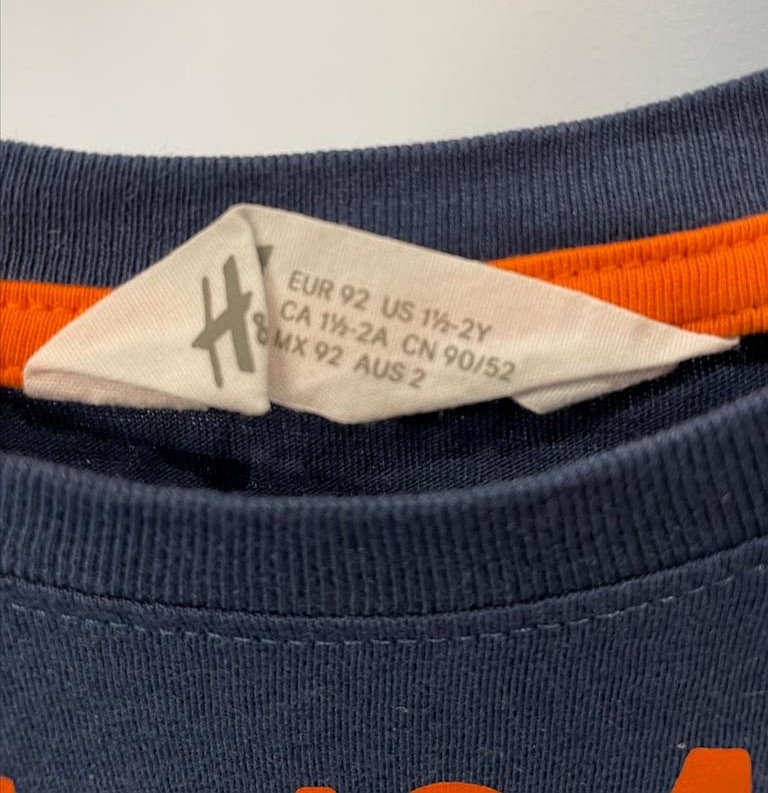 H&
EUR 92 US 1½-2Y
CA 1½-2A CN 90/52
MX 92 AUS 2